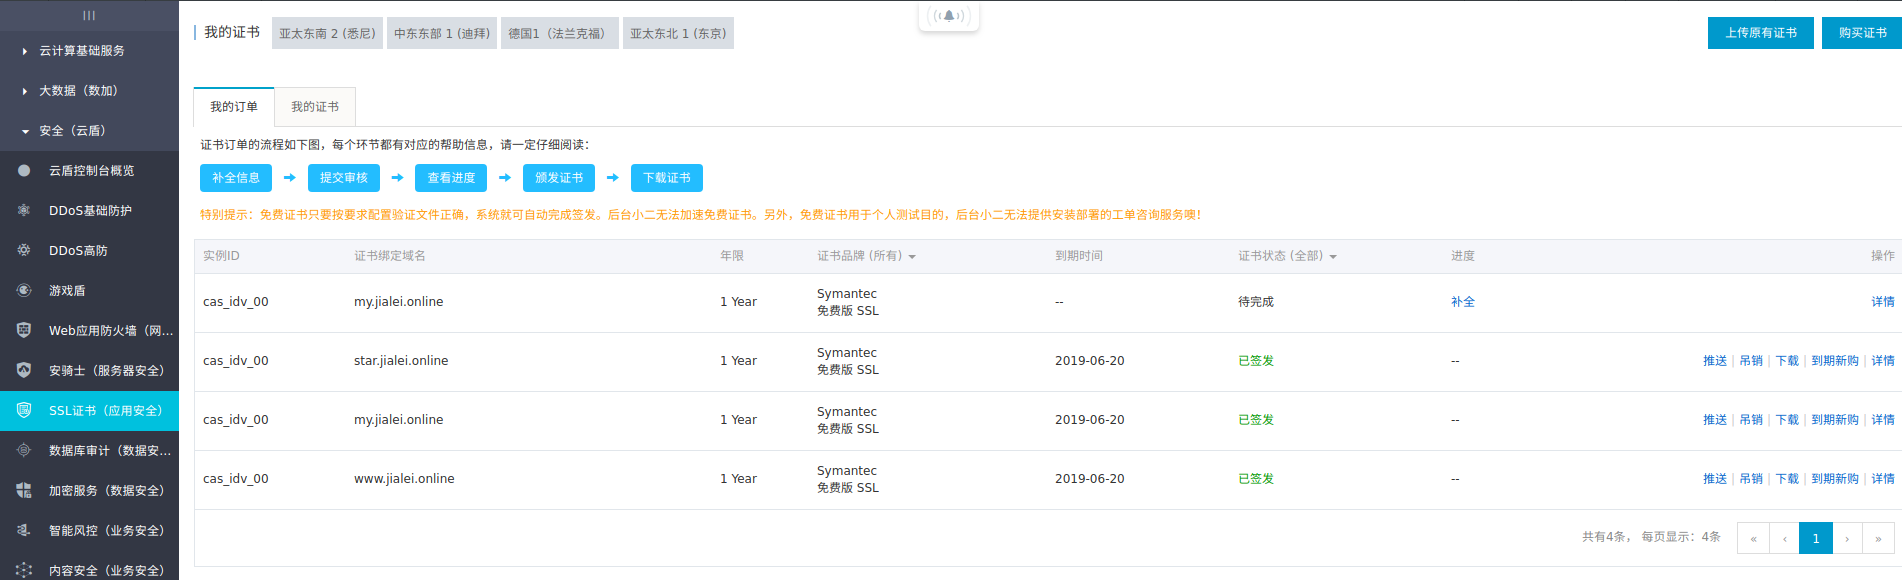 我的证书 亚太东南 2 (悉尼) 中东东部 1 (迪拜) 德国1（法兰克福） 亚太东北 1 (东京) 上传原有证书 购买证书
云计算基础服务
大数据（数加）
安全（云盾）
云盾控制台概览
DDoS基础防护
DDoS高防
游戏盾
Web应用防火墙（网...
安骑士（服务器安全）
SSL证书（应用安全）
数据库审计（数据安...
加密服务（数据安全）
智能风控（业务安全）
内容安全（业务安全）
我的订单 我的证书
证书订单的流程如下图，每个环节都有对应的帮助信息，请一定仔细阅读：
补全信息 提交审核 查看进度 颁发证书 下载证书
特别提示：免费证书只要按要求配置验证文件正确，系统就可自动完成签发。后台小二无法加速免费证书。另外，免费证书用于个人测试目的，后台小二无法提供安装部署的工单咨询服务噢！
实例ID 证书绑定域名 年限 证书品牌 (所有) 到期时间 证书状态 (全部) 进度 操作
cas_idv_00 my.jialei.online 1 Year Symantec 免费版 SSL -- 待完成 补全 详情
cas_idv_00 star.jialei.online 1 Year Symantec 免费版 SSL 2019-06-20 已签发 -- 推送 | 吊销 | 下载 | 到期新购 | 详情
cas_idv_00 my.jialei.online 1 Year Symantec 免费版 SSL 2019-06-20 已签发 -- 推送 | 吊销 | 下载 | 到期新购 | 详情
cas_idv_00 www.jialei.online 1 Year Symantec 免费版 SSL 2019-06-20 已签发 -- 推送 | 吊销 | 下载 | 到期新购 | 详情
共有4条， 每页显示：4条 « ‹ 1 › »